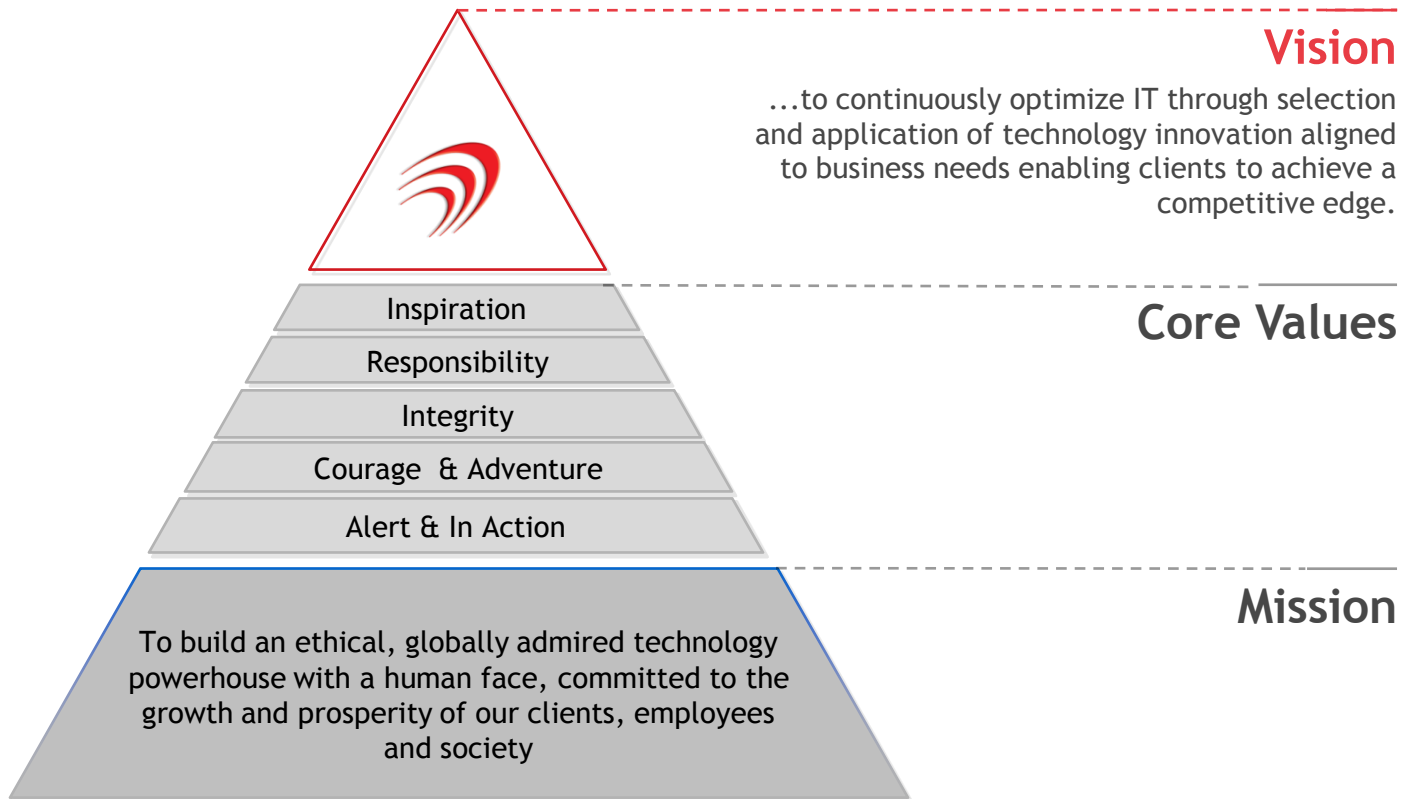 Vision
...to continuously optimize IT through selection
and application of technology innovation aligned
to business needs enabling clients to achieve a
competitive edge.
Inspiration
Core Values
Responsibility
Integrity
Courage & Adventure
Alert & In Action
Mission
To build an ethical, globally admired technology
powerhouse with a human face, committed to the
growth and prosperity of our clients, employees
and society